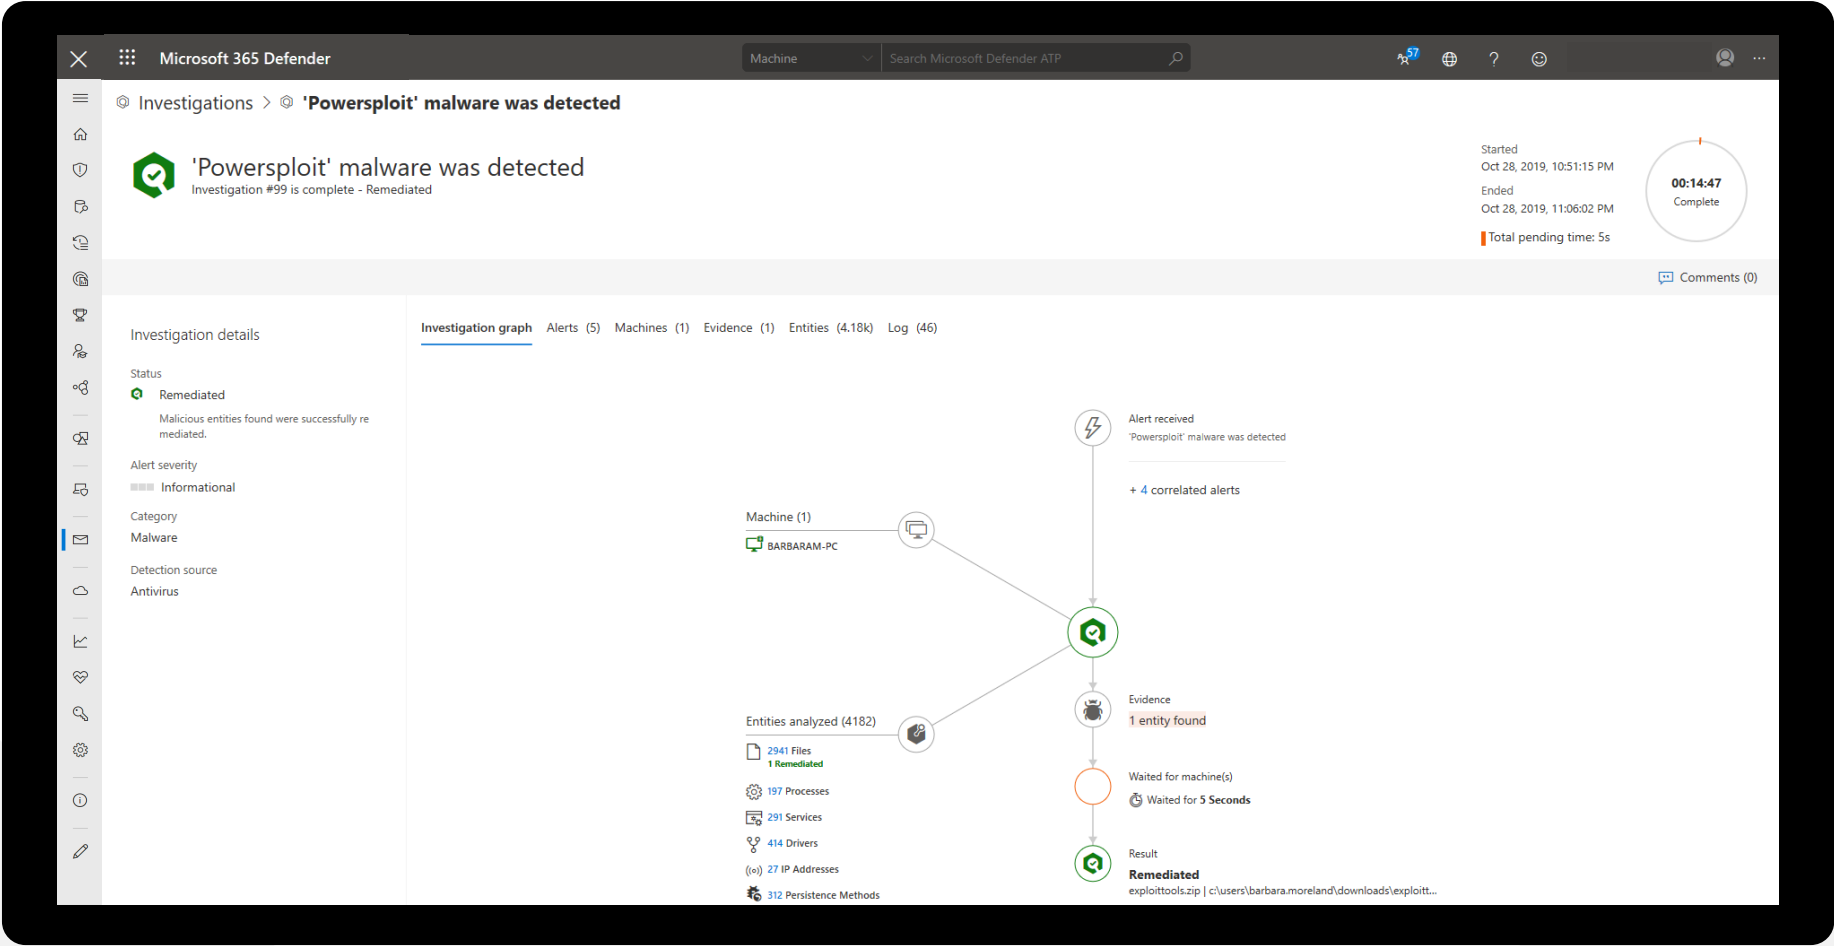 Microsoft 365 Defender
Machine
Search Microsoft Defender ATP
57
?
Investigations > 'Powersploit' malware was detected
'Powersploit' malware was detected
Investigation #99 is complete - Remediated
Started
Oct 28, 2019, 10:51:15 PM
Ended
Oct 28, 2019, 11:06:02 PM
Total pending time: 5s
00:14:47
Complete
Comments (0)
Investigation details
Status
Remediated
Malicious entities found were successfully re
mediated.
Alert severity
Informational
Category
Malware
Detection source
Antivirus
Investigation graph
Alerts (5)
Machines (1)
Evidence (1)
Entities (4.18k)
Log (46)
Alert received
'Powersploit' malware was detected
+ 4 correlated alerts
Machine (1)
BARBARAM-PC
Entities analyzed (4182)
2941 Files
1 Remediated
197 Processes
291 Services
414 Drivers
27 IP Addresses
312 Persistence Methods
Evidence
1 entity found
Waited for machine(s)
Waited for 5 Seconds
Result
Remediated
exploittools.zip | c:\users\barbara.moreland\downloads\exploitt...